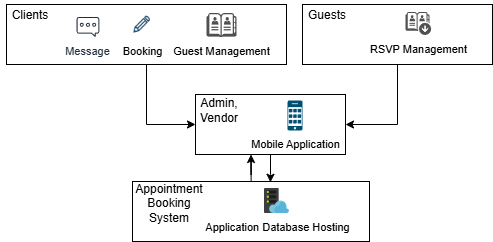 Clients
Message
Booking
Guest Management
Guests
RSVP Management
Admin,
Vendor
Mobile Application
Appointment
Booking
System
Application Database Hosting